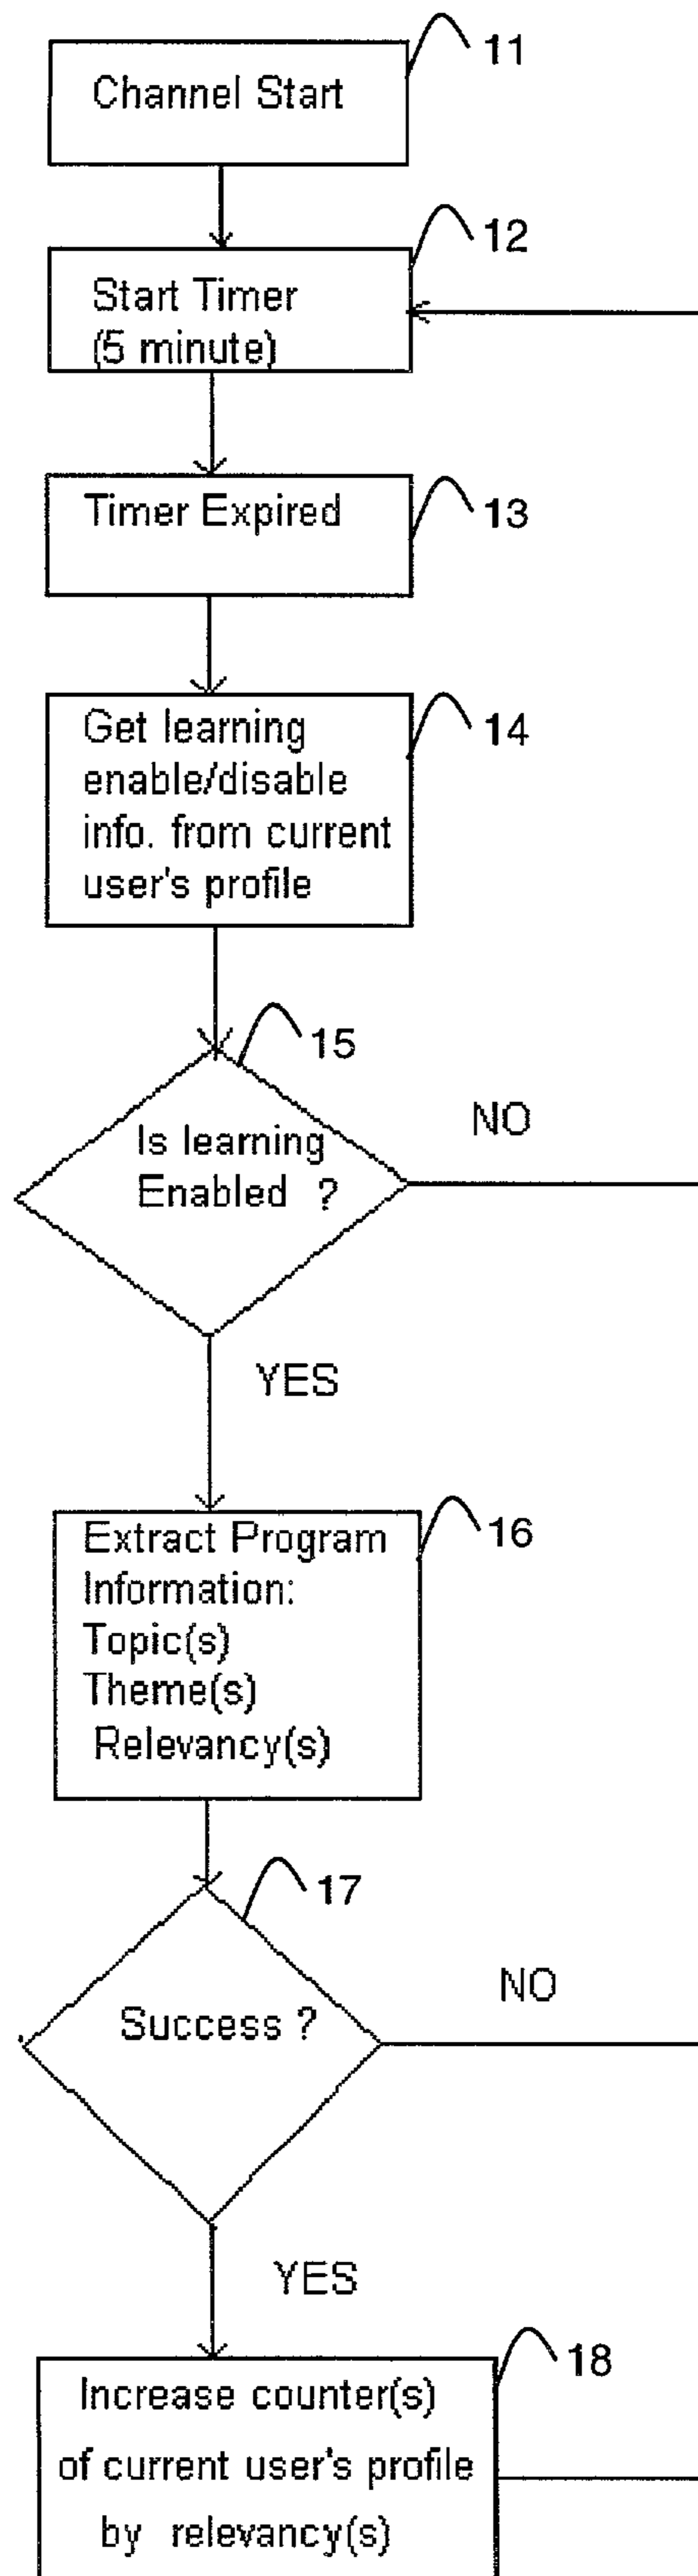 11
Channel Start
12
Start Timer
(5 minute)
Timer Expired
13
Get learning
14
enable/disable
info. from current
user's profile
15
NO
Is learning
Enabled ?
YES
Extract Program
16
Information:
Topic(s)
Theme(s)
Relevancy(s)
17
NO
Success ?
YES
18
Increase counter(s)
of current user's profile
by relevancy(s)